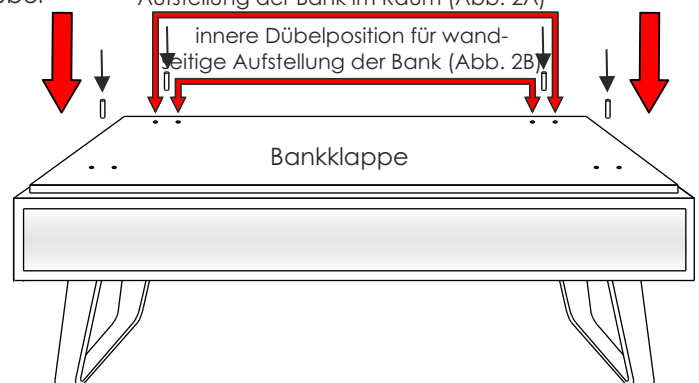 Aufstellung der Bank im Raum (Abb. 2A)
innere Dübelposition für wand-
seitige Aufstellung der Bank (Abb. 2B)
Bankklappe